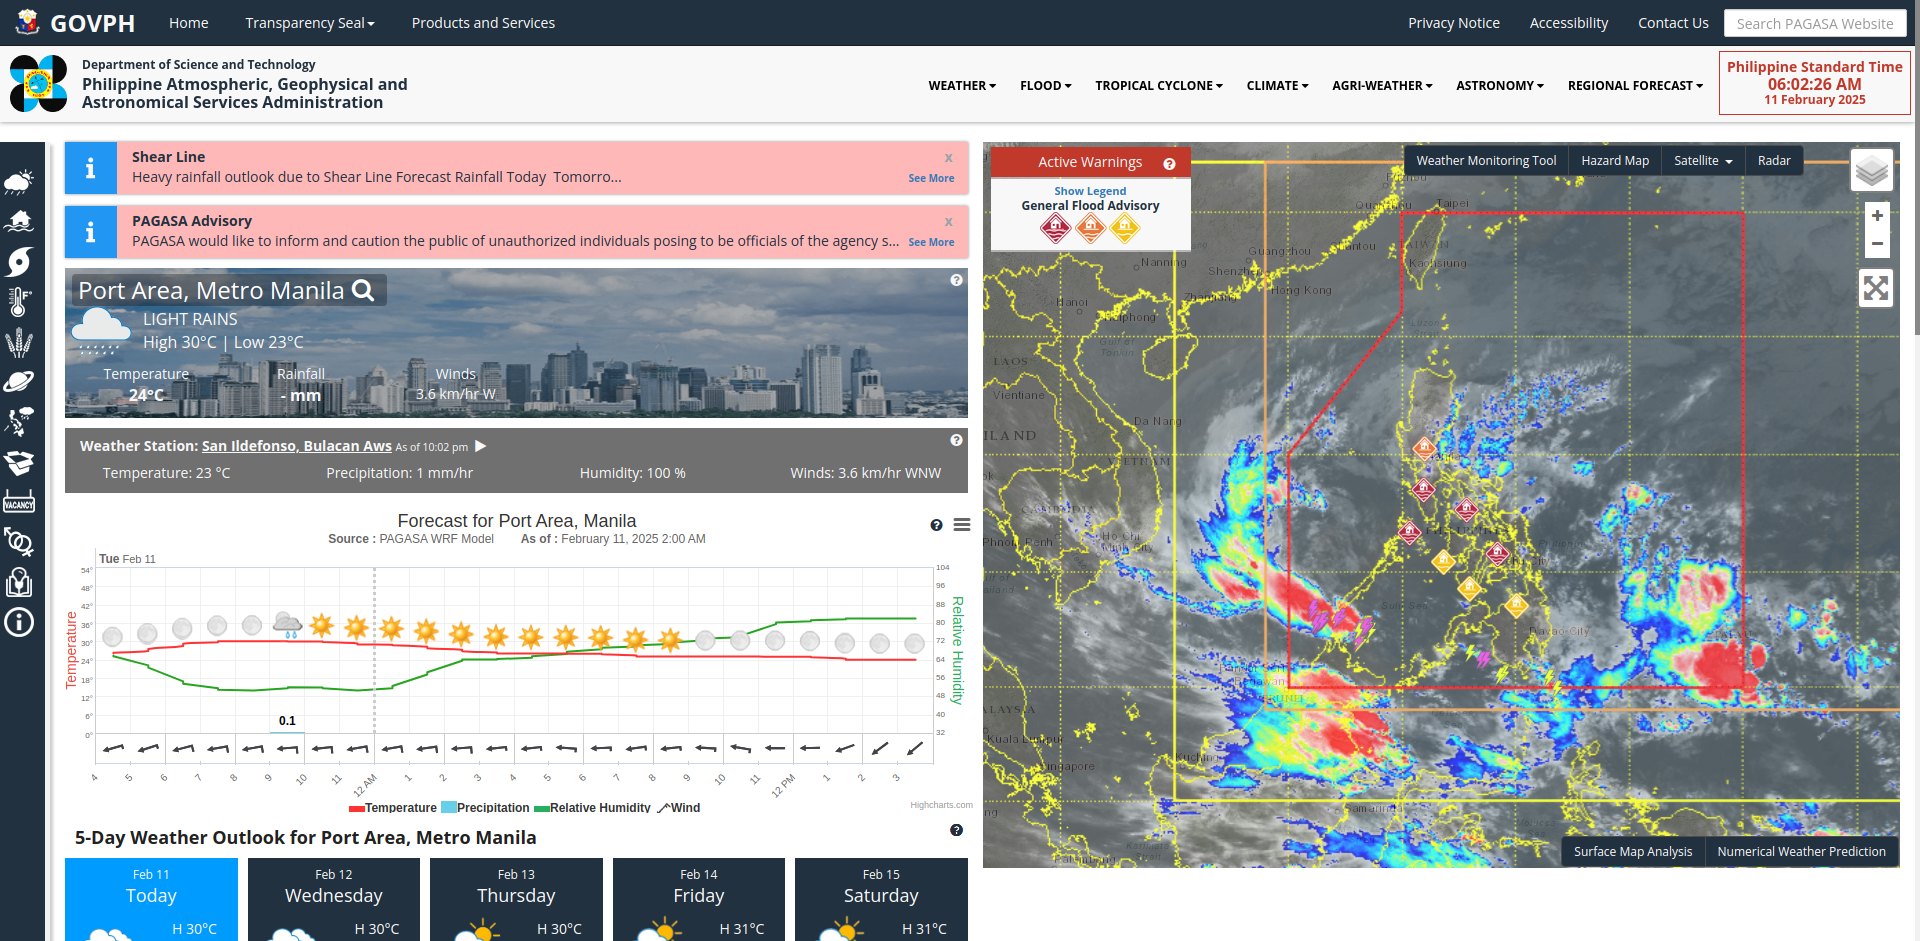 GOVPH
Home
Transparency Seal
Products and Services
Privacy Notice
Accessibility
Contact Us
Search PAGASA Website
Department of Science and Technology
Philippine Atmospheric, Geophysical and
Astronomical Services Administration
WEATHER
FLOOD
TROPICAL CYCLONE
CLIMATE
AGRI-WEATHER
ASTRONOMY
REGIONAL FORECAST
Philippine Standard Time
06:02:26 AM
11 February 2025
Shear Line
x
Heavy rainfall outlook due to Shear Line Forecast Rainfall Today Tomorro...
See More
PAGASA Advisory
x
PAGASA would like to inform and caution the public of unauthorized individuals posing to be officials of the agency s...
See More
Port Area, Metro Manila
LIGHT RAINS
High 30°C | Low 23°C
Temperature
Rainfall
Winds
24°C
- mm
3.6 km/hr W
Weather Station: San Ildefonso, Bulacan Aws As of 10:02 pm
Temperature: 23 °C
Precipitation: 1 mm/hr
Humidity: 100 %
Winds: 3.6 km/hr WNW
Forecast for Port Area, Manila
Source : PAGASA WRF Model As of : February 11, 2025 2:00 AM
Tue Feb 11
54°
48°
42°
36°
30°
24°
18°
12°
6°
0°
Temperature
104
96
88
80
72
64
56
48
40
32
Relative Humidity
0.1
4
5
6
7
8
9
10
11
12 AM
1
2
3
4
5
6
7
8
9
10
11
12 PM
1
2
3
Temperature
Precipitation
Relative Humidity
Wind
Highcharts.com
5-Day Weather Outlook for Port Area, Metro Manila
Feb 11
Today
H 30°C
Feb 12
Wednesday
H 30°C
Feb 13
Thursday
H 30°C
Feb 14
Friday
H 31°C
Feb 15
Saturday
H 31°C
VACANCY
Active Warnings
Show Legend
General Flood Advisory
Weather Monitoring Tool
Hazard Map
Satellite
Radar
+
−
Taipei
TAIWAN
Kaohsiung
Guangzhou
Shantou
Shenzhen
Hong Kong
Nanning
Zhanjiang
Hanoi
Haiphong
Gulf of
Tonkin
LAOS
Vientiane
Da Nang
VIETNAM
CAMBODIA
Phnom Penh
Ho Chi
Minh City
Luzon
Sulu Sea
Davao City
Kuala Lumpur
Singapore
Kuching
Samarinda
Surface Map Analysis
Numerical Weather Prediction